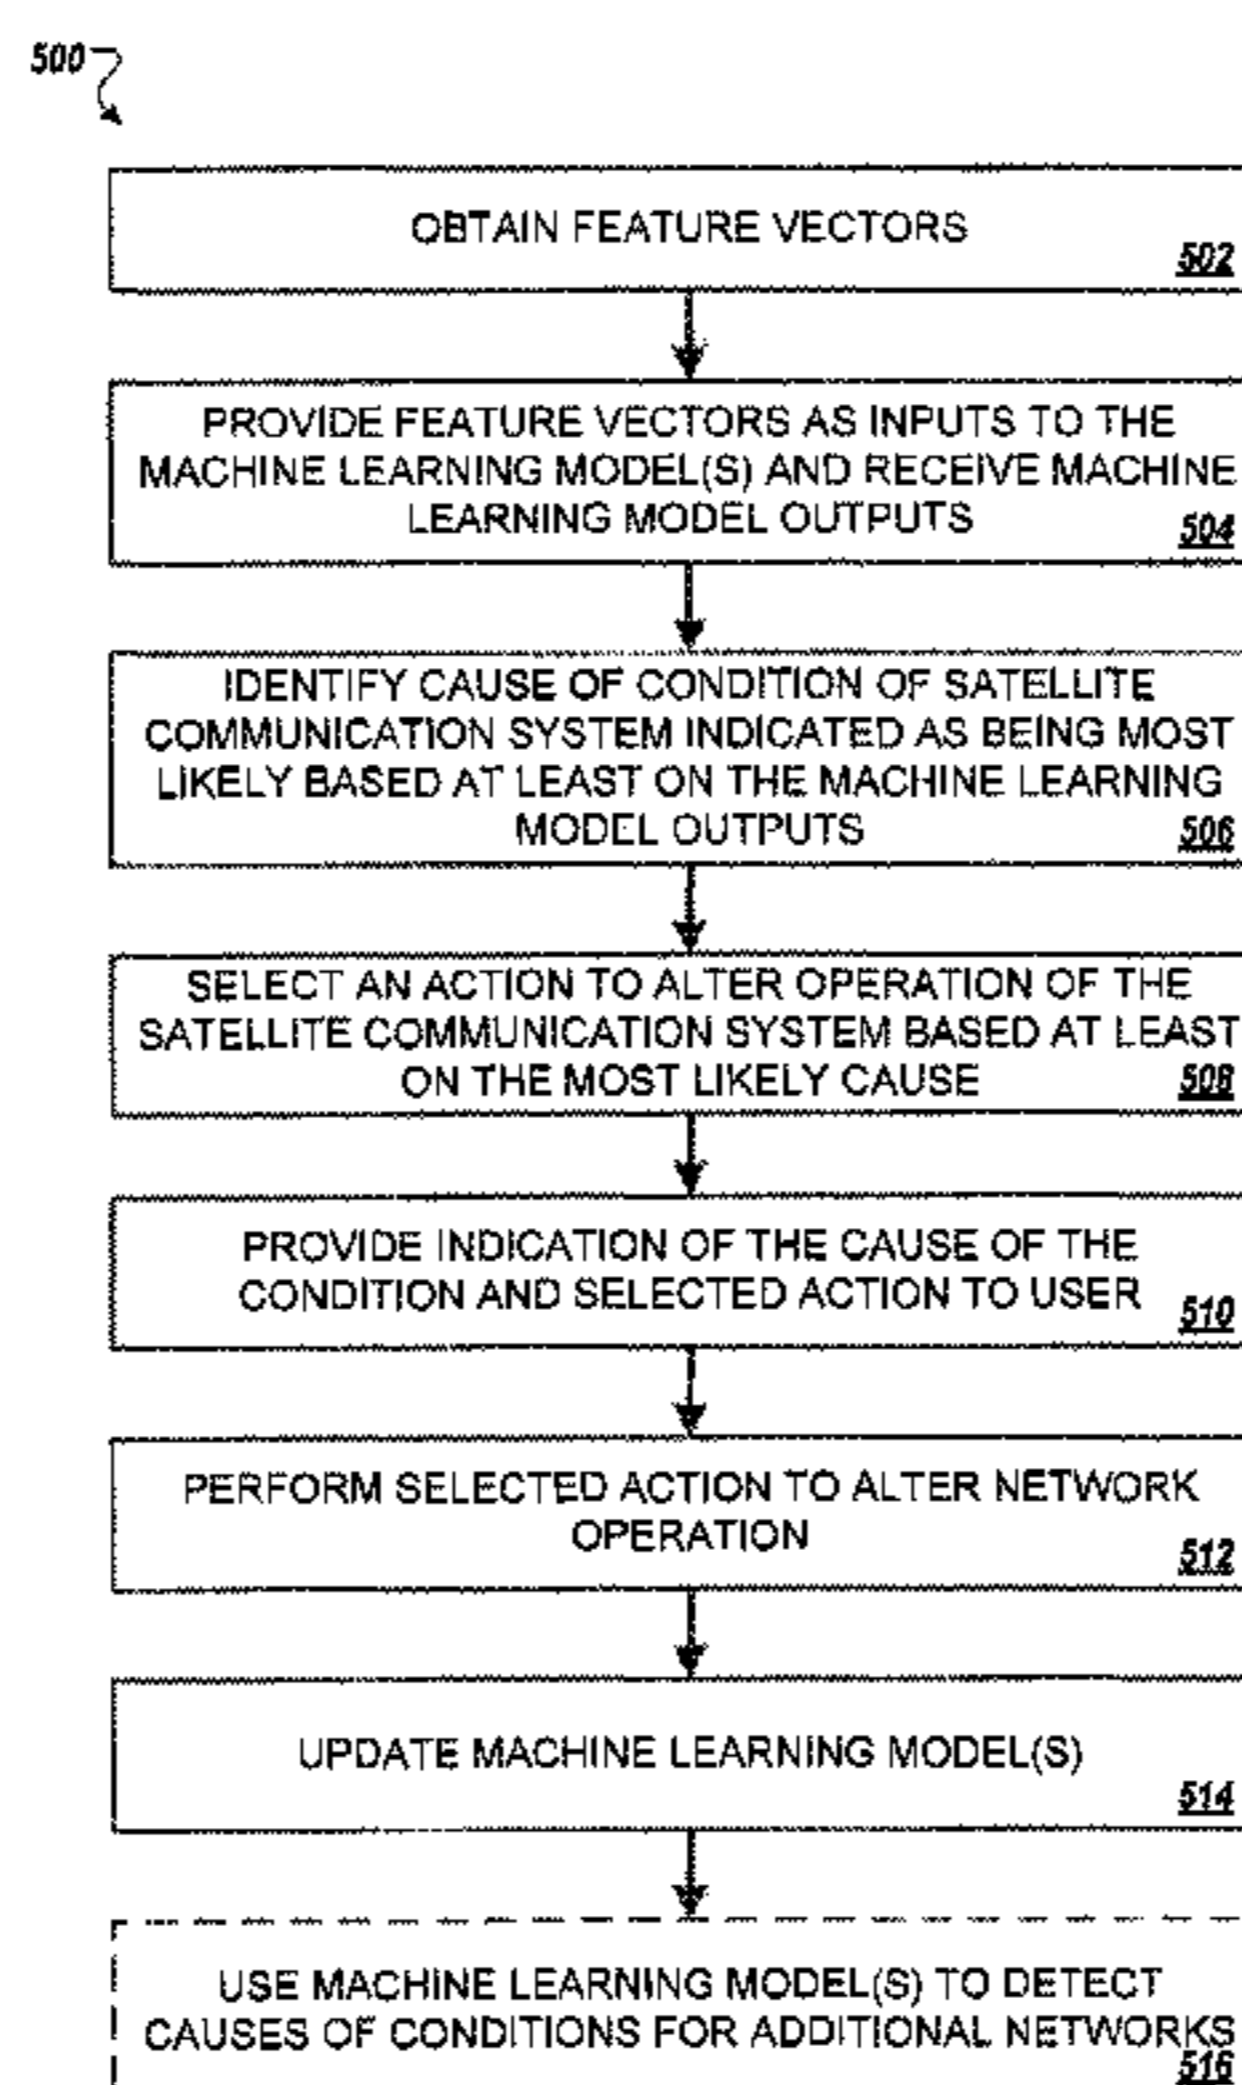 500
OBTAIN FEATURE VECTORS
502
PROVIDE FEATURE VECTORS AS INPUTS TO THE
MACHINE LEARNING MODEL(S) AND RECEIVE MACHINE
LEARNING MODEL OUTPUTS
504
IDENTIFY CAUSE OF CONDITION OF SATELLITE
COMMUNICATION SYSTEM INDICATED AS BEING MOST
LIKELY BASED AT LEAST ON THE MACHINE LEARNING
MODEL OUTPUTS
506
SELECT AN ACTION TO ALTER OPERATION OF THE
SATELLITE COMMUNICATION SYSTEM BASED AT LEAST
ON THE MOST LIKELY CAUSE
508
PROVIDE INDICATION OF THE CAUSE OF THE
CONDITION AND SELECTED ACTION TO USER
510
PERFORM SELECTED ACTION TO ALTER NETWORK
OPERATION
512
UPDATE MACHINE LEARNING MODEL(S)
514
USE MACHINE LEARNING MODEL(S) TO DETECT
CAUSES OF CONDITIONS FOR ADDITIONAL NETWORKS
516